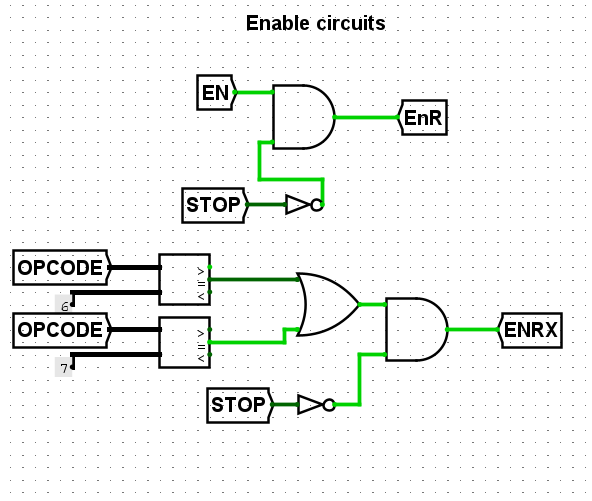 Enable circuits
EN
EnR
STOP
OPCODE
>
=
<
6
OPCODE
>
=
<
7
ENRX
STOP